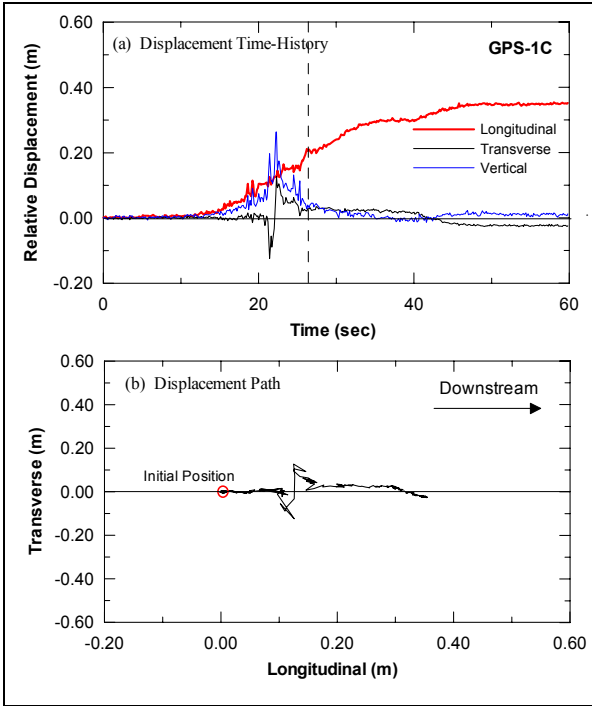 0.60
(a) Displacement Time-History
GPS-1C
0.40
Longitudinal
Transverse
Vertical
0.20
0.00
-0.20
Relative Displacement (m)
0
20
40
60
Time (sec)
0.60
(b) Displacement Path
Downstream
0.40
0.20
Initial Position
0.00
-0.20
-0.40
-0.60
Transverse (m)
-0.20
0.00
0.20
0.40
0.60
Longitudinal (m)